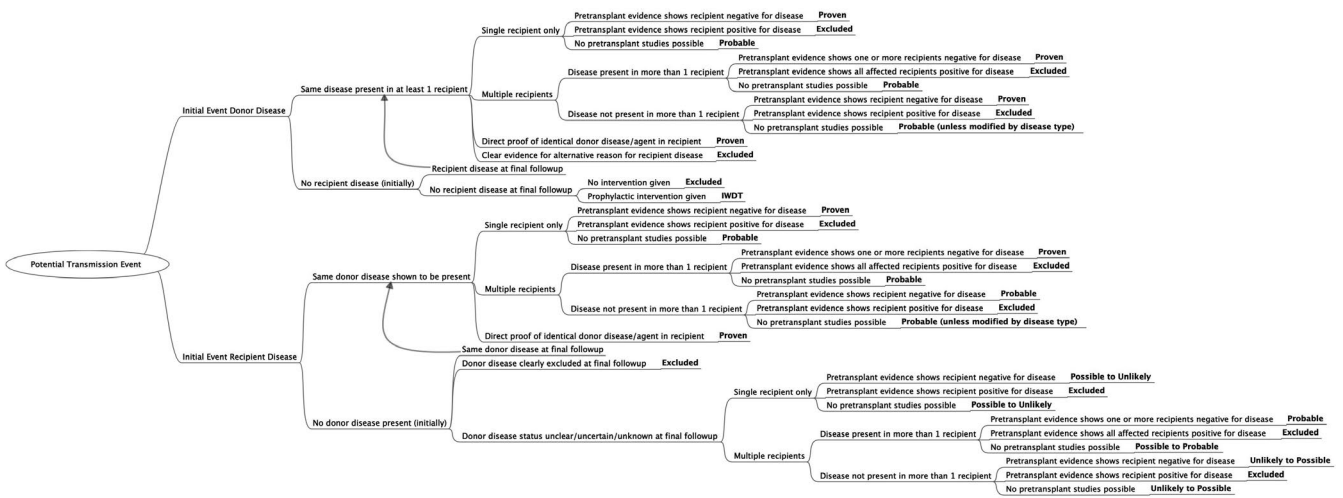 Pretransplant evidence shows recipient negative for disease Proven
Single recipient only
Pretransplant evidence shows recipient positive for disease Excluded
No pretransplant studies possible Probable
Pretransplant evidence shows one or more recipients negative for disease Proven
Disease present in more than 1 recipient
Pretransplant evidence shows all affected recipients positive for disease Excluded
No pretransplant studies possible Probable
Same disease present in at least 1 recipient
Multiple recipients
Pretransplant evidence shows recipient negative for disease Proven
Disease not present in more than 1 recipient
Pretransplant evidence shows recipient positive for disease Excluded
No pretransplant studies possible Probable (unless modified by disease type)
Initial Event Donor Disease
Direct proof of identical donor disease/agent in recipient Proven
Clear evidence for alternative reason for recipient disease Excluded
Recipient disease at final followup
No recipient disease (initially)
No recipient disease at final followup
No intervention given Excluded
Prophylactic intervention given IWDT
Pretransplant evidence shows recipient negative for disease Proven
Single recipient only
Pretransplant evidence shows recipient positive for disease Excluded
No pretransplant studies possible Probable
Potential Transmission Event
Pretransplant evidence shows one or more recipients negative for disease Proven
Disease present in more than 1 recipient
Pretransplant evidence shows all affected recipients positive for disease Excluded
No pretransplant studies possible Probable
Same donor disease shown to be present
Multiple recipients
Pretransplant evidence shows recipient negative for disease Probable
Disease not present in more than 1 recipient
Pretransplant evidence shows recipient positive for disease Excluded
No pretransplant studies possible Probable (unless modified by disease type)
Direct proof of identical donor disease/agent in recipient Proven
Initial Event Recipient Disease
Same donor disease at final followup
Donor disease clearly excluded at final followup Excluded
No donor disease present (initially)
Donor disease status unclear/uncertain/unknown at final followup
Pretransplant evidence shows recipient negative for disease Possible to Unlikely
Single recipient only
Pretransplant evidence shows recipient positive for disease Excluded
No pretransplant studies possible Possible to Unlikely
Pretransplant evidence shows one or more recipients negative for disease Probable
Disease present in more than 1 recipient
Pretransplant evidence shows all affected recipients positive for disease Excluded
No pretransplant studies possible Possible to Probable
Multiple recipients
Pretransplant evidence shows recipient negative for disease Unlikely to Possible
Disease not present in more than 1 recipient
Pretransplant evidence shows recipient positive for disease Excluded
No pretransplant studies possible Unlikely to Possible